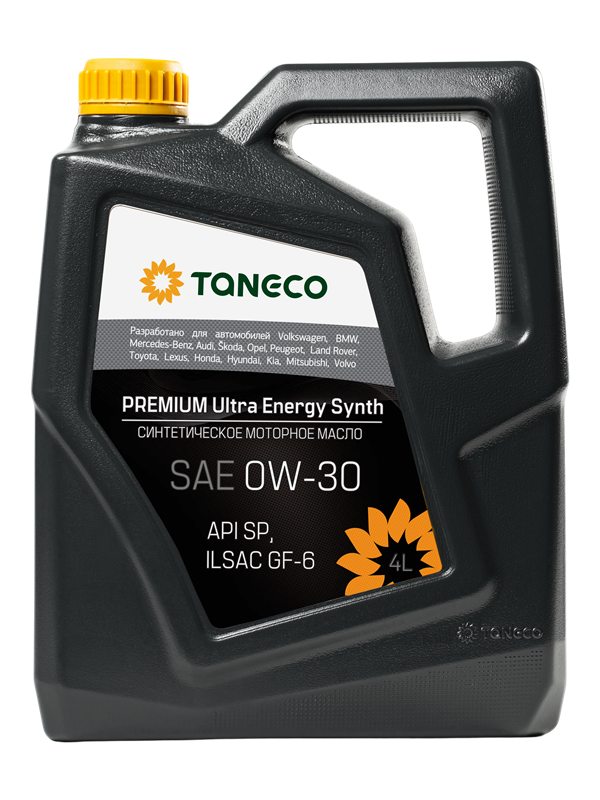 TANECO
Разработано для автомобилей Volkswagen, BMW,
Mercedes-Benz, Audi, Škoda, Opel, Peugeot, Land Rover,
Toyota, Lexus, Honda, Hyundai, Kia, Mitsubishi, Volvo
PREMIUM Ultra Energy Synth
СИНТЕТИЧЕСКОЕ МОТОРНОЕ МАСЛО
SAE 0W-30
API SP,
ILSAC GF-6
4L
TANECO